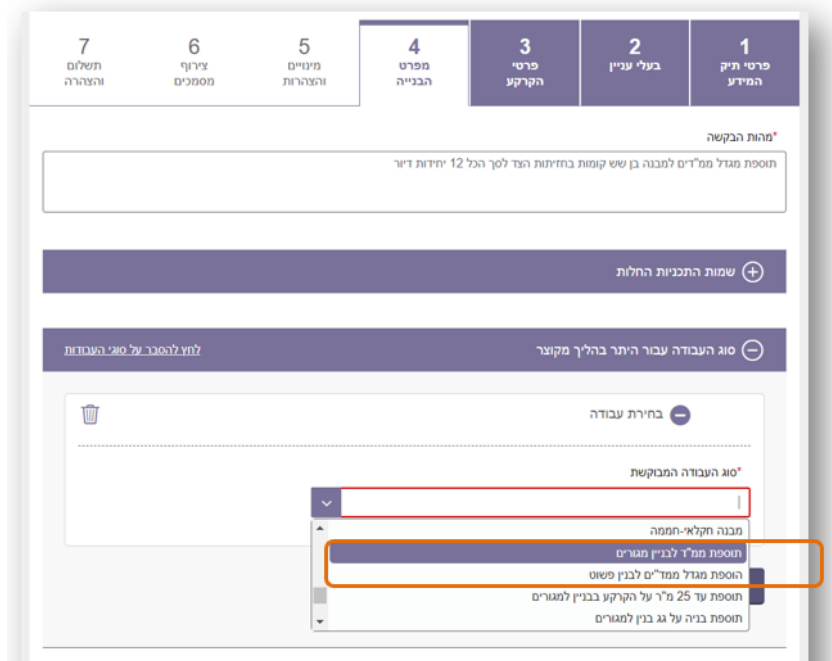 1
פרטי תיק
המידע
2
בעלי עניין
3
פרטי
הקרקע
4
מפרט
הבנייה
5
מינויים
והצהרות
6
צירוף
מסמכים
7
תשלום
והצהרה
*מהות הבקשה
תוספת מגדל ממ"דים למבנה בן שש קומות בחזיתות הצד לסך הכל 12 יחידות דיור
שמות התכניות החלות
סוג העבודה עבור היתר בהליך מקוצר
לחץ להסבר על סוגי העבודות
בחירת עבודה
*סוג העבודה המבוקשת
מבנה חקלאי-חממה
תוספת ממ"ד לבניין מגורים
הוספת מגדל ממד"ים לבנין פשוט
תוספת עד 25 מ"ר על הקרקע בבניין למגורים
תוספת בניה על גג בנין למגורים